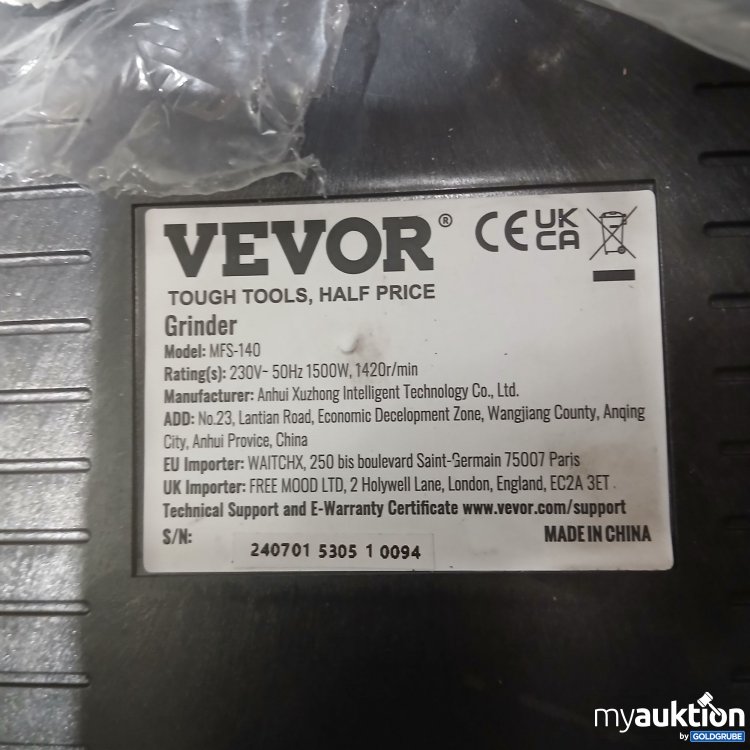 VEVOR®
CE UK CA
TOUGH TOOLS, HALF PRICE
Grinder
Model: MFS-140
Rating(s): 230V~ 50Hz 1500W, 1420r/min
Manufacturer: Anhui Xuzhong Intelligent Technology Co., Ltd.
ADD: No.23, Lantian Road, Economic Decelopment Zone, Wangjiang County, Anqing
City, Anhui Provice, China
EU Importer: WAITCHX, 250 bis boulevard Saint-Germain 75007 Paris
UK Importer: FREE MOOD LTD, 2 Holywell Lane, London, England, EC2A 3ET
Technical Support and E-Warranty Certificate www.vevor.com/support
S/N:
MADE IN CHINA
240701 5305 1 0094
myauktion
by GOLDGRUBE